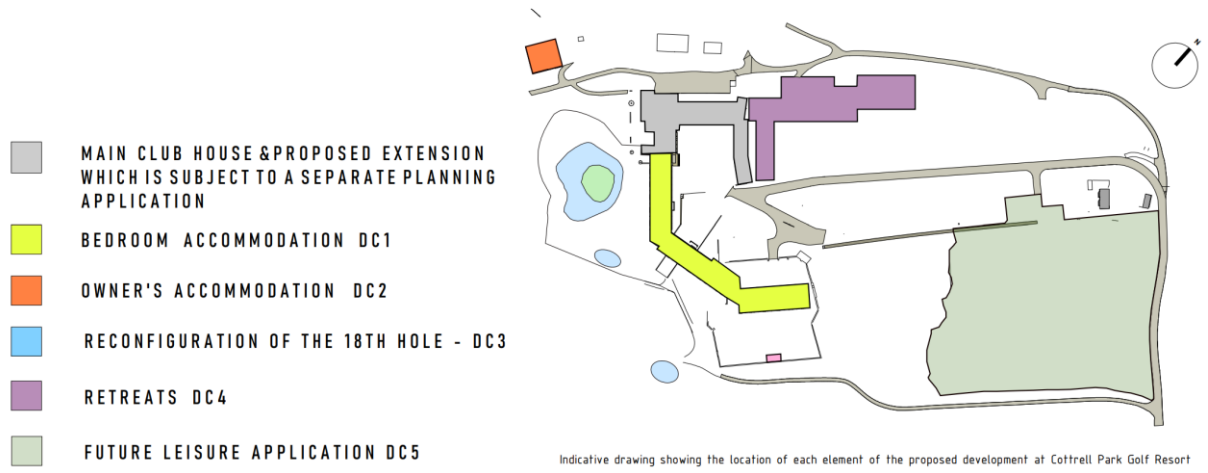 MAIN CLUB HOUSE & PROPOSED EXTENSION
WHICH IS SUBJECT TO A SEPARATE PLANNING
APPLICATION
BEDROOM ACCOMMODATION DC1
OWNER'S ACCOMMODATION DC2
RECONFIGURATION OF THE 18TH HOLE - DC3
RETREATS DC4
FUTURE LEISURE APPLICATION DC5
N
Indicative drawing showing the location of each element of the proposed development at Cottrell Park Golf Resort